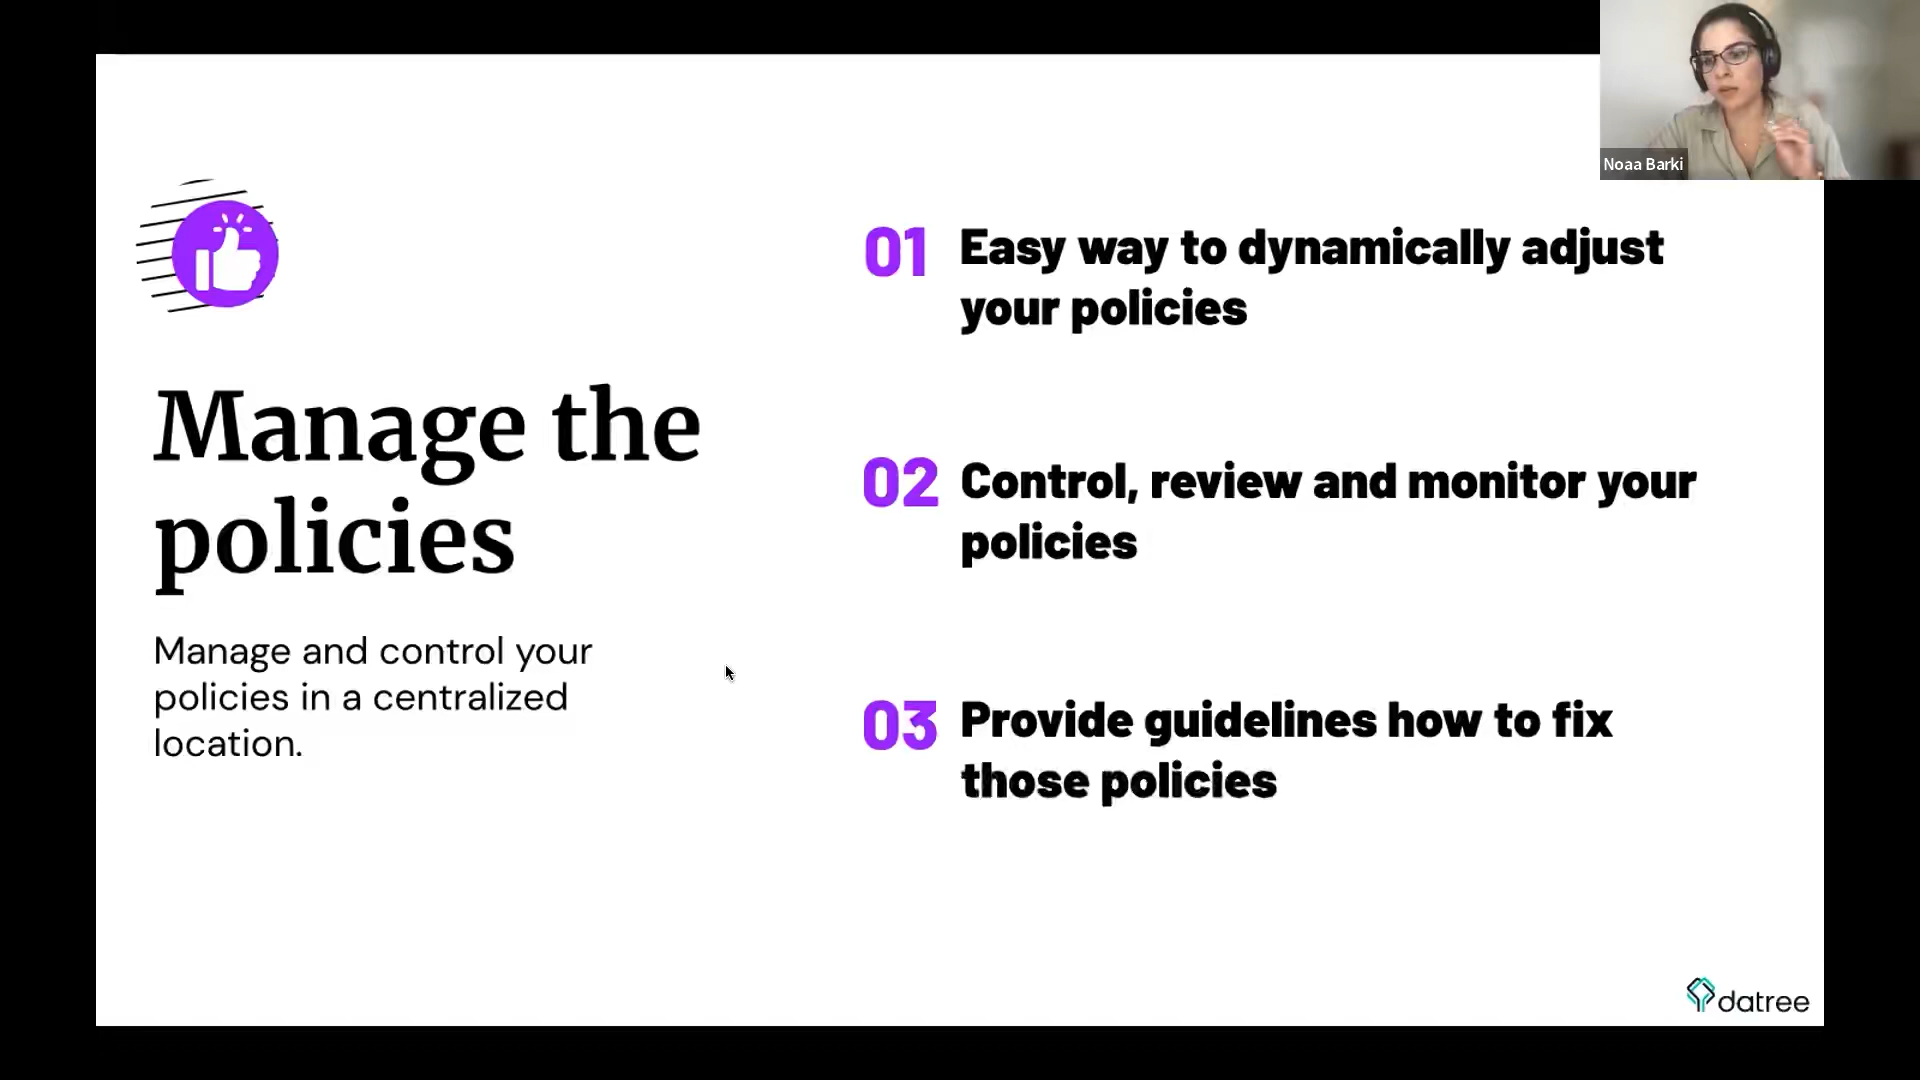 Noaa Barki
Manage the
policies
Manage and control your
policies in a centralized
location.
01 Easy way to dynamically adjust
your policies
02 Control, review and monitor your
policies
03 Provide guidelines how to fix
those policies
datree